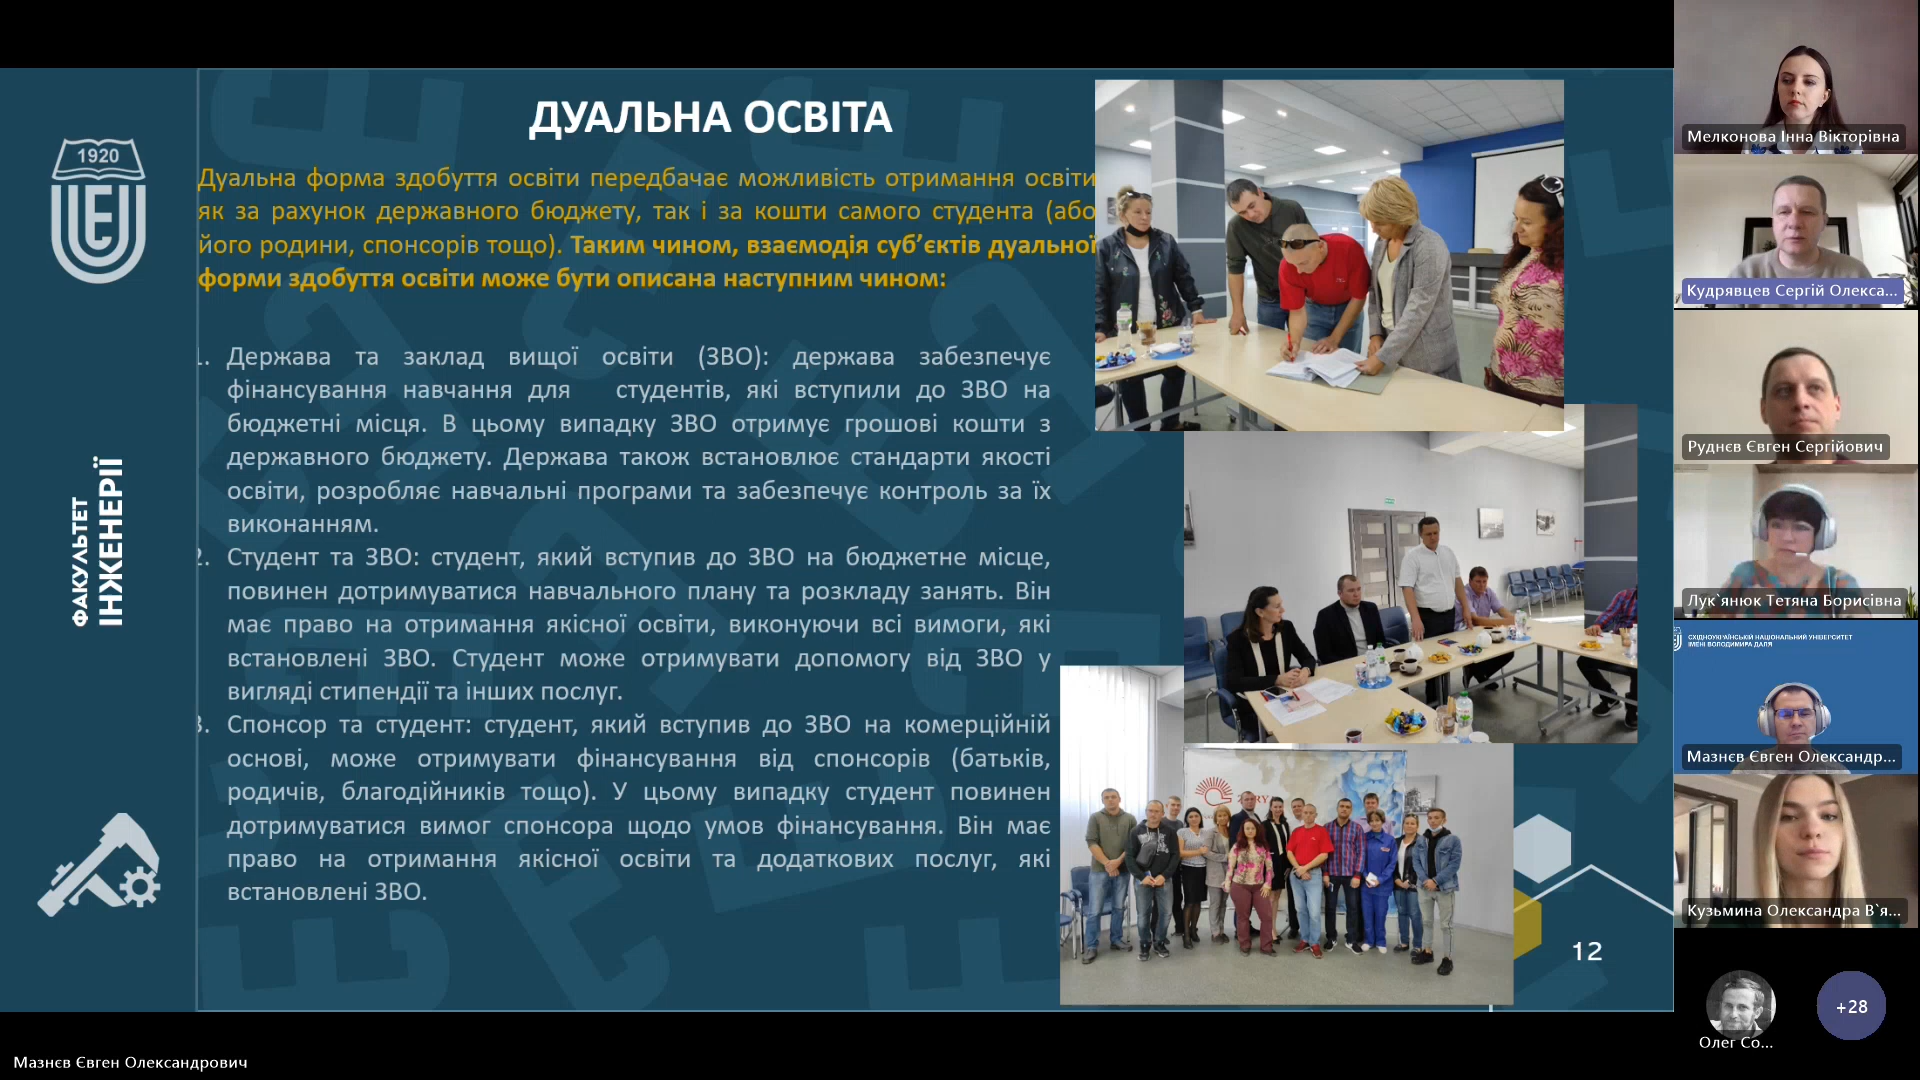 1920
ФАКУЛЬТЕТ
ІНЖЕНЕРІЇ
ДУАЛЬНА ОСВІТА
Дуальна форма здобуття освіти передбачає можливість отримання освіти
як за рахунок державного бюджету, так і за кошти самого студента (або
його родини, спонсорів тощо). Таким чином, взаємодія суб’єктів дуальної
форми здобуття освіти може бути описана наступним чином:
1. Держава та заклад вищої освіти (ЗВО): держава забезпечує
фінансування навчання для студентів, які вступили до ЗВО на
бюджетні місця. В цьому випадку ЗВО отримує грошові кошти з
державного бюджету. Держава також встановлює стандарти якості
освіти, розробляє навчальні програми та забезпечує контроль за їх
виконанням.
2. Студент та ЗВО: студент, який вступив до ЗВО на бюджетне місце,
повинен дотримуватися навчального плану та розкладу занять. Він
має право на отримання якісної освіти, виконуючи всі вимоги, які
встановлені ЗВО. Студент може отримувати допомогу від ЗВО у
вигляді стипендії та інших послуг.
3. Спонсор та студент: студент, який вступив до ЗВО на комерційній
основі, може отримувати фінансування від спонсорів (батьків,
родичів, благодійників тощо). У цьому випадку студент повинен
дотримуватися вимог спонсора щодо умов фінансування. Він має
право на отримання якісної освіти та додаткових послуг, які
встановлені ЗВО.
12
Мелконова Інна Вікторівна
Кудрявцев Сергій Олекса...
Руднєв Євген Сергійович
Лук`янюк Тетяна Борисівна
СХІДНОУКРАЇНСЬКИЙ НАЦІОНАЛЬНИЙ УНІВЕРСИТЕТ
ІМЕНІ ВОЛОДИМИРА ДАЛЯ
Мазнєв Євген Олександр...
Кузьмина Олександра В`я...
Олег Со...
+28
Мазнєв Євген Олександрович